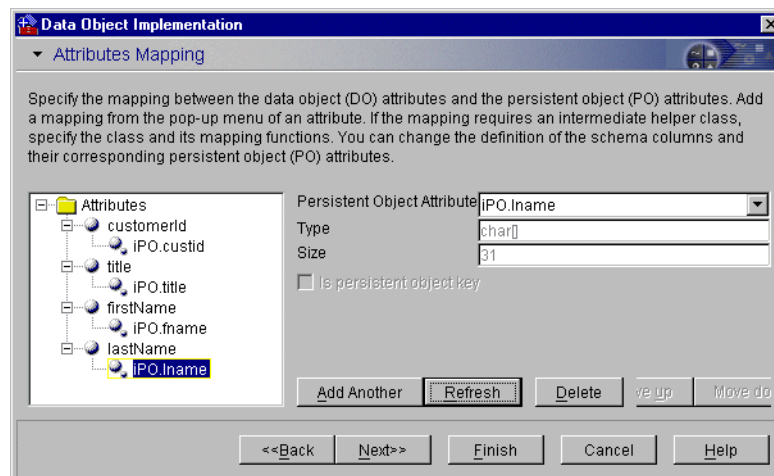 Data Object Implementation
Attributes Mapping
Specify the mapping between the data object (DO) attributes and the persistent object (PO) attributes. Add
a mapping from the pop-up menu of an attribute. If the mapping requires an intermediate helper class,
specify the class and its mapping functions. You can change the definition of the schema columns and
their corresponding persistent object (PO) attributes.
Attributes
customerId
iPO.custid
title
iPO.title
firstName
iPO.fname
lastName
iPO.lname
Persistent Object Attribute iPO.lname
Type char[]
Size 31
Is persistent object key
Add Another Refresh Delete ve up Move do
<<Back Next>> Finish Cancel Help